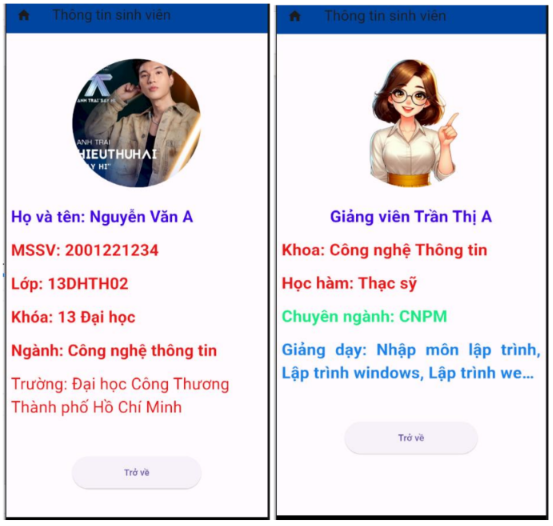 Thông tin sinh viên
ANH TRAI SAY HI
ANH TRAI
HIEUTHUHAI
"SAY HI"
Họ và tên: Nguyễn Văn A
MSSV: 2001221234
Lớp: 13DHTH02
Khóa: 13 Đại học
Ngành: Công nghệ thông tin
Trường: Đại học Công Thương
Thành phố Hồ Chí Minh
Trở về
Thông tin sinh viên
Giảng viên Trần Thị A
Khoa: Công nghệ Thông tin
Học hàm: Thạc sỹ
Chuyên ngành: CNPM
Giảng dạy: Nhập môn lập trình,
Lập trình windows, Lập trình we...
Trở về